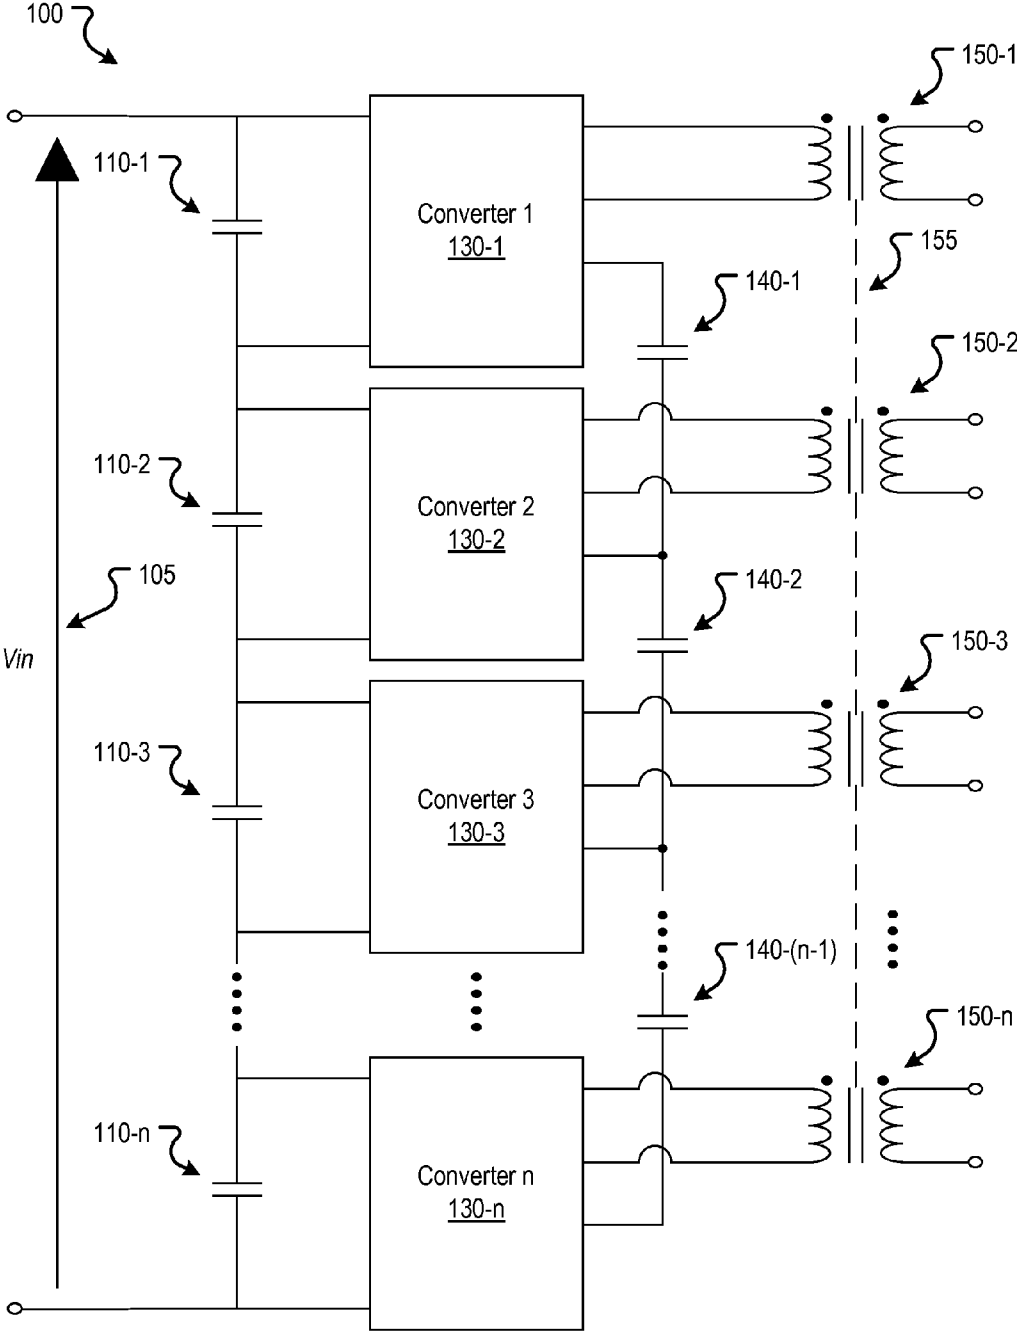 100
150-1
110-1
Converter 1
130-1
155
140-1
150-2
110-2
Converter 2
130-2
105
140-2
Vin
150-3
110-3
Converter 3
130-3
140-(n-1)
150-n
110-n
Converter n
130-n